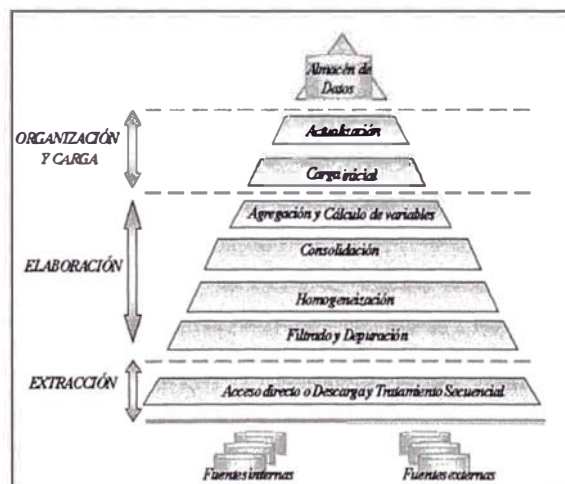 Almacén de
Datos
ORGANIZACIÓN
Y CARGA
Actualización
Carga inicial
ELABORACIÓN
Agregación y Cálculo de variables
Consolidación
Homogeneización
Filtrado y Depuración
EXTRACCIÓN
Acceso directo o Descarga y Tratamiento Secuencial
Fuentes internas
Fuentes externas